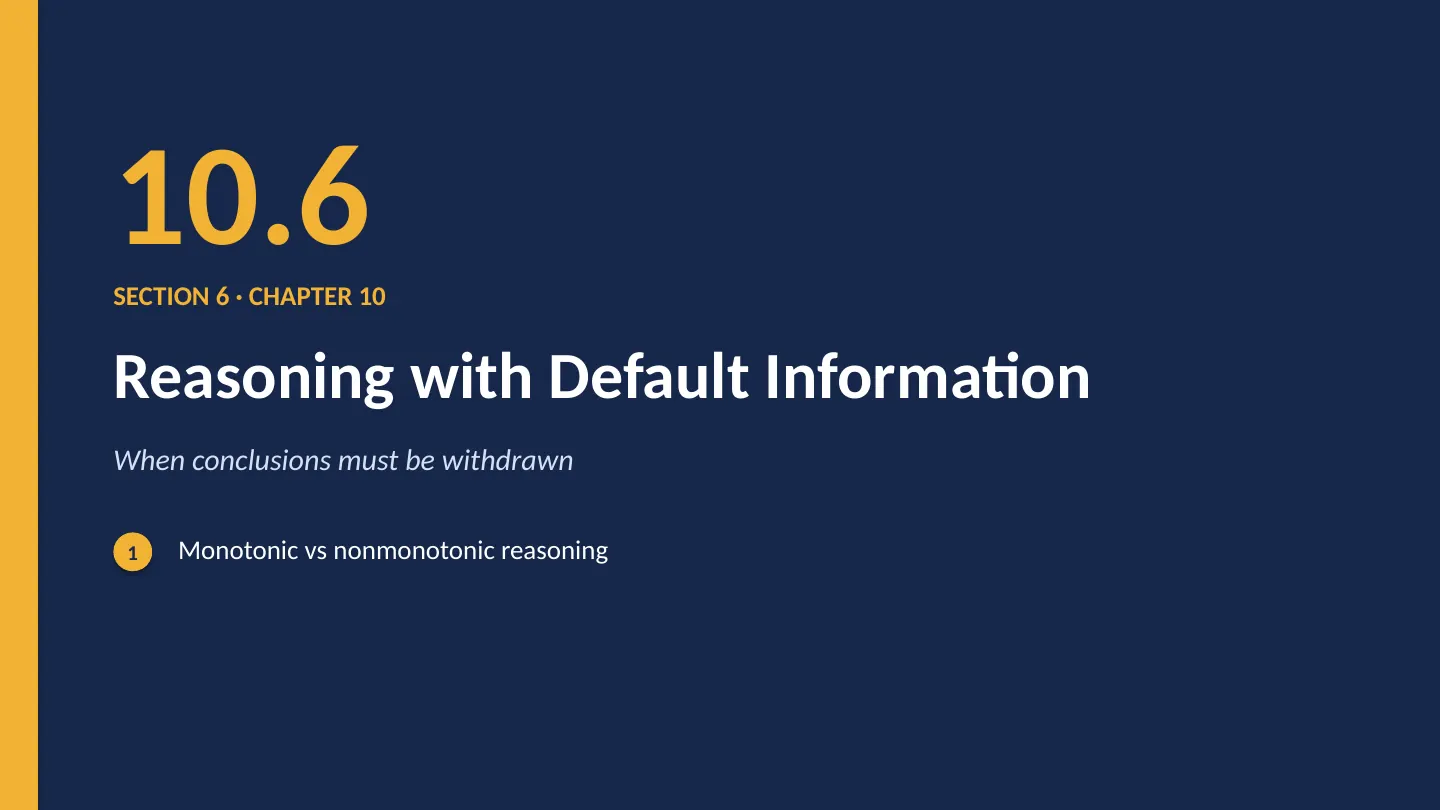 10.6
SECTION 6 · CHAPTER 10
Reasoning with Default Information
When conclusions must be withdrawn
1 Monotonic vs nonmonotonic reasoning